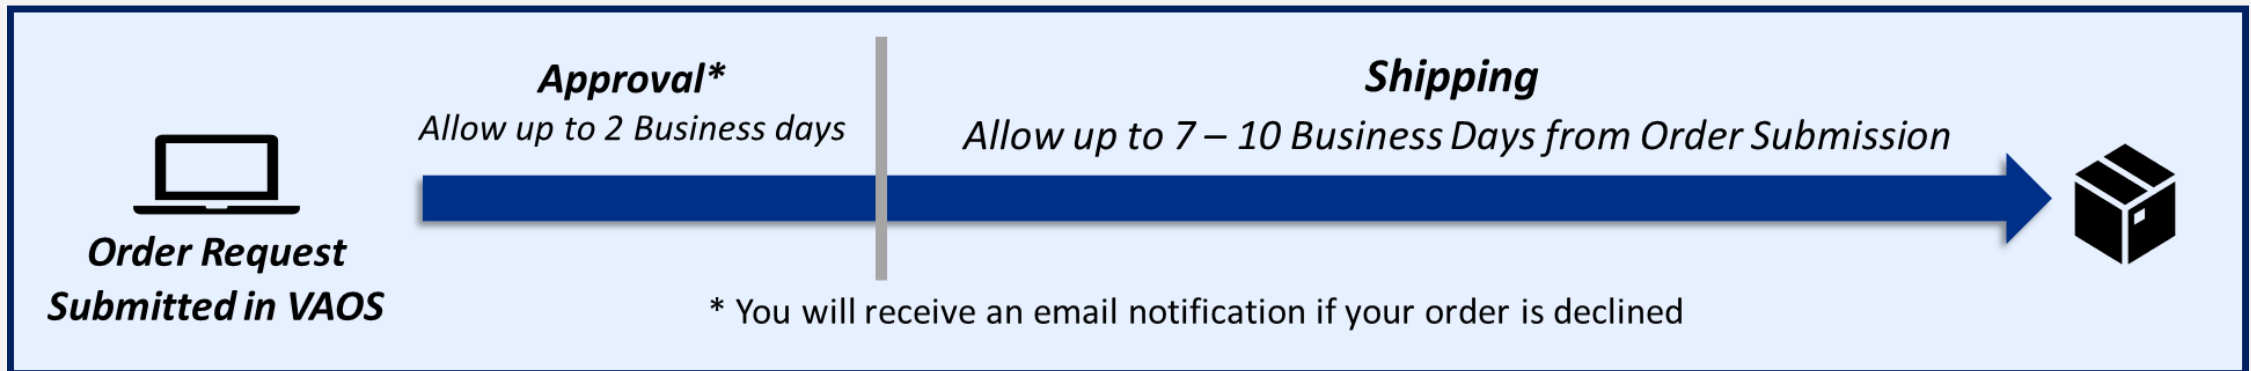 Approval*
Allow up to 2 Business days
Shipping
Allow up to 7 – 10 Business Days from Order Submission
Order Request
Submitted in VAOS
* You will receive an email notification if your order is declined